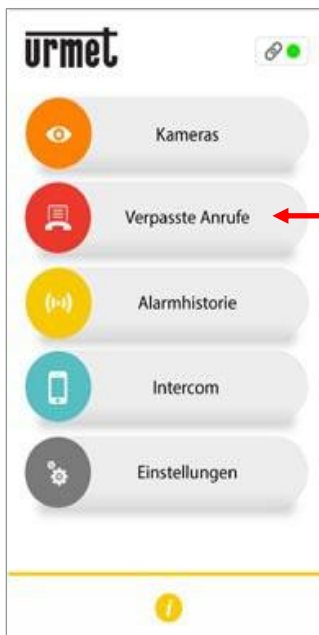 urmet
Kameras
Verpasste Anrufe
Alarmhistorie
Intercom
Einstellungen
i